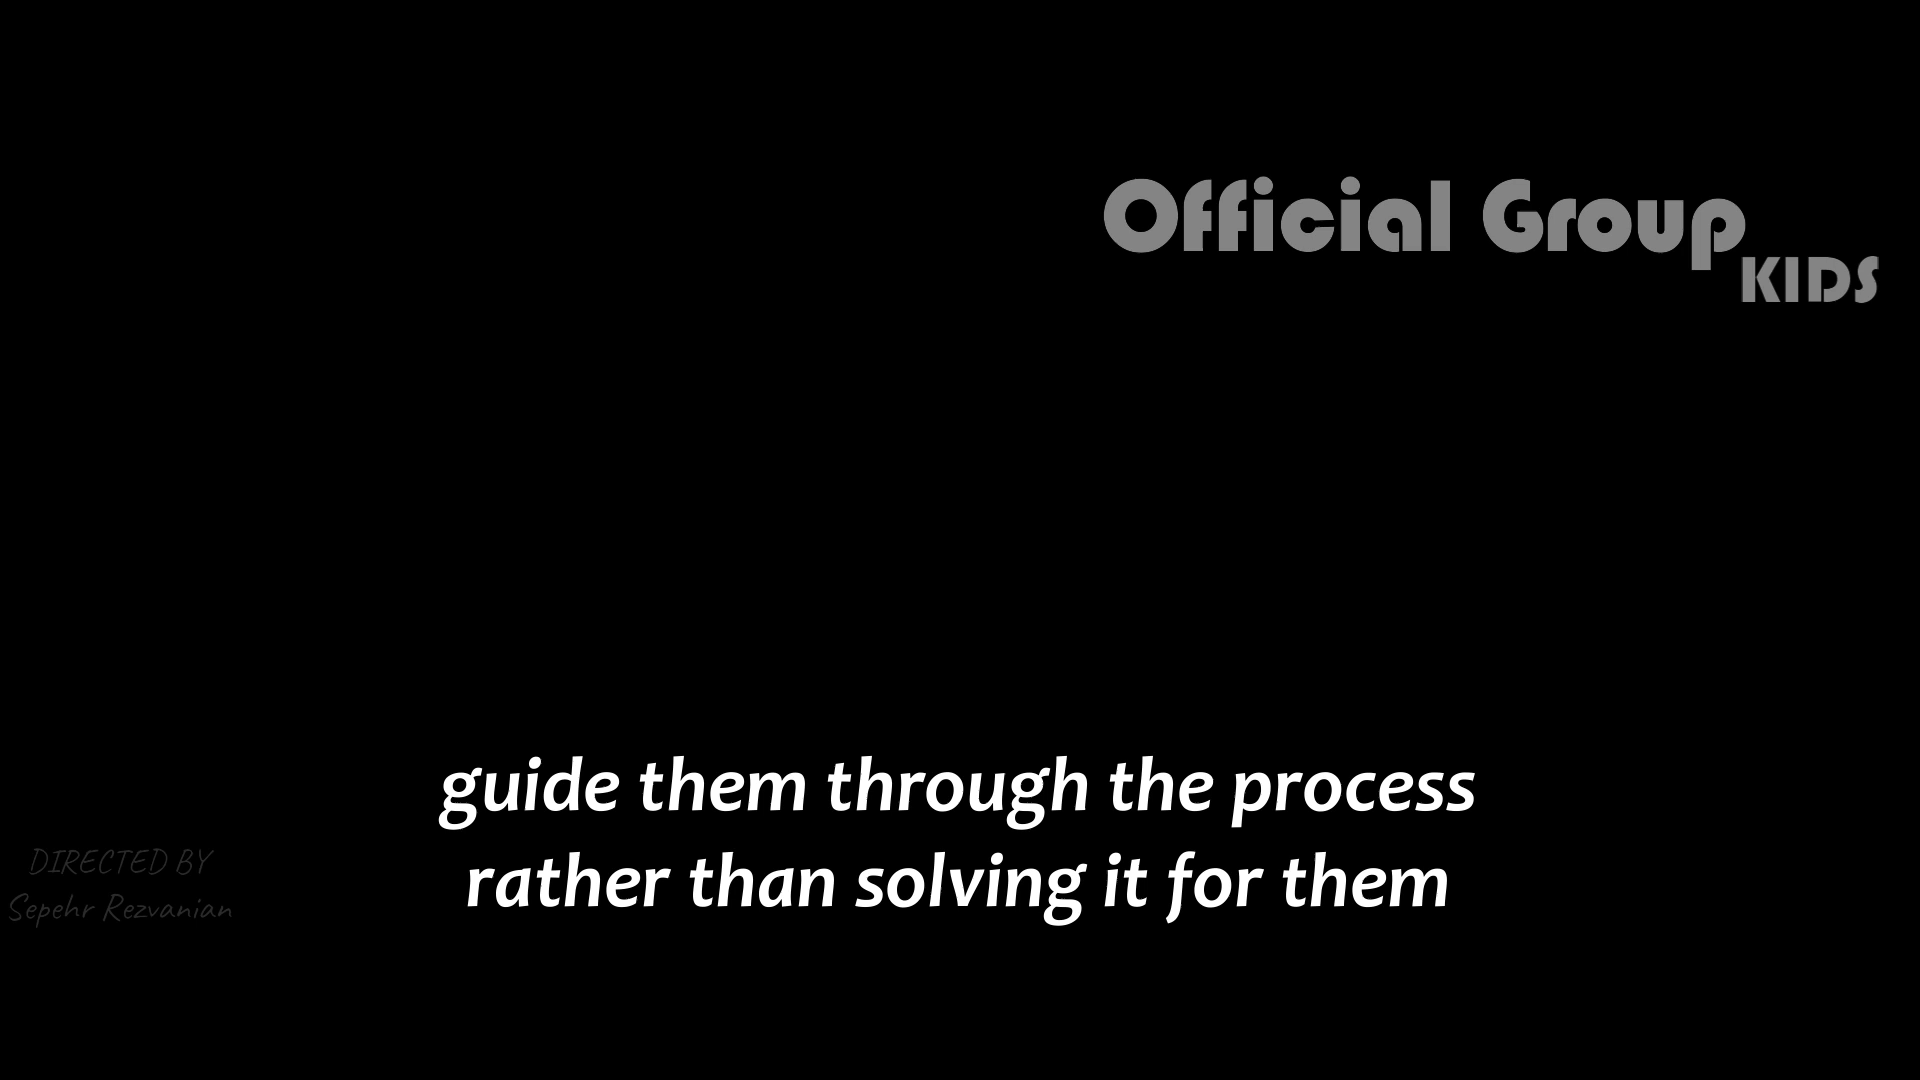 Official Group
KIDS
guide them through the process
rather than solving it for them
DIRECTED BY
Sepehr Rezvanian